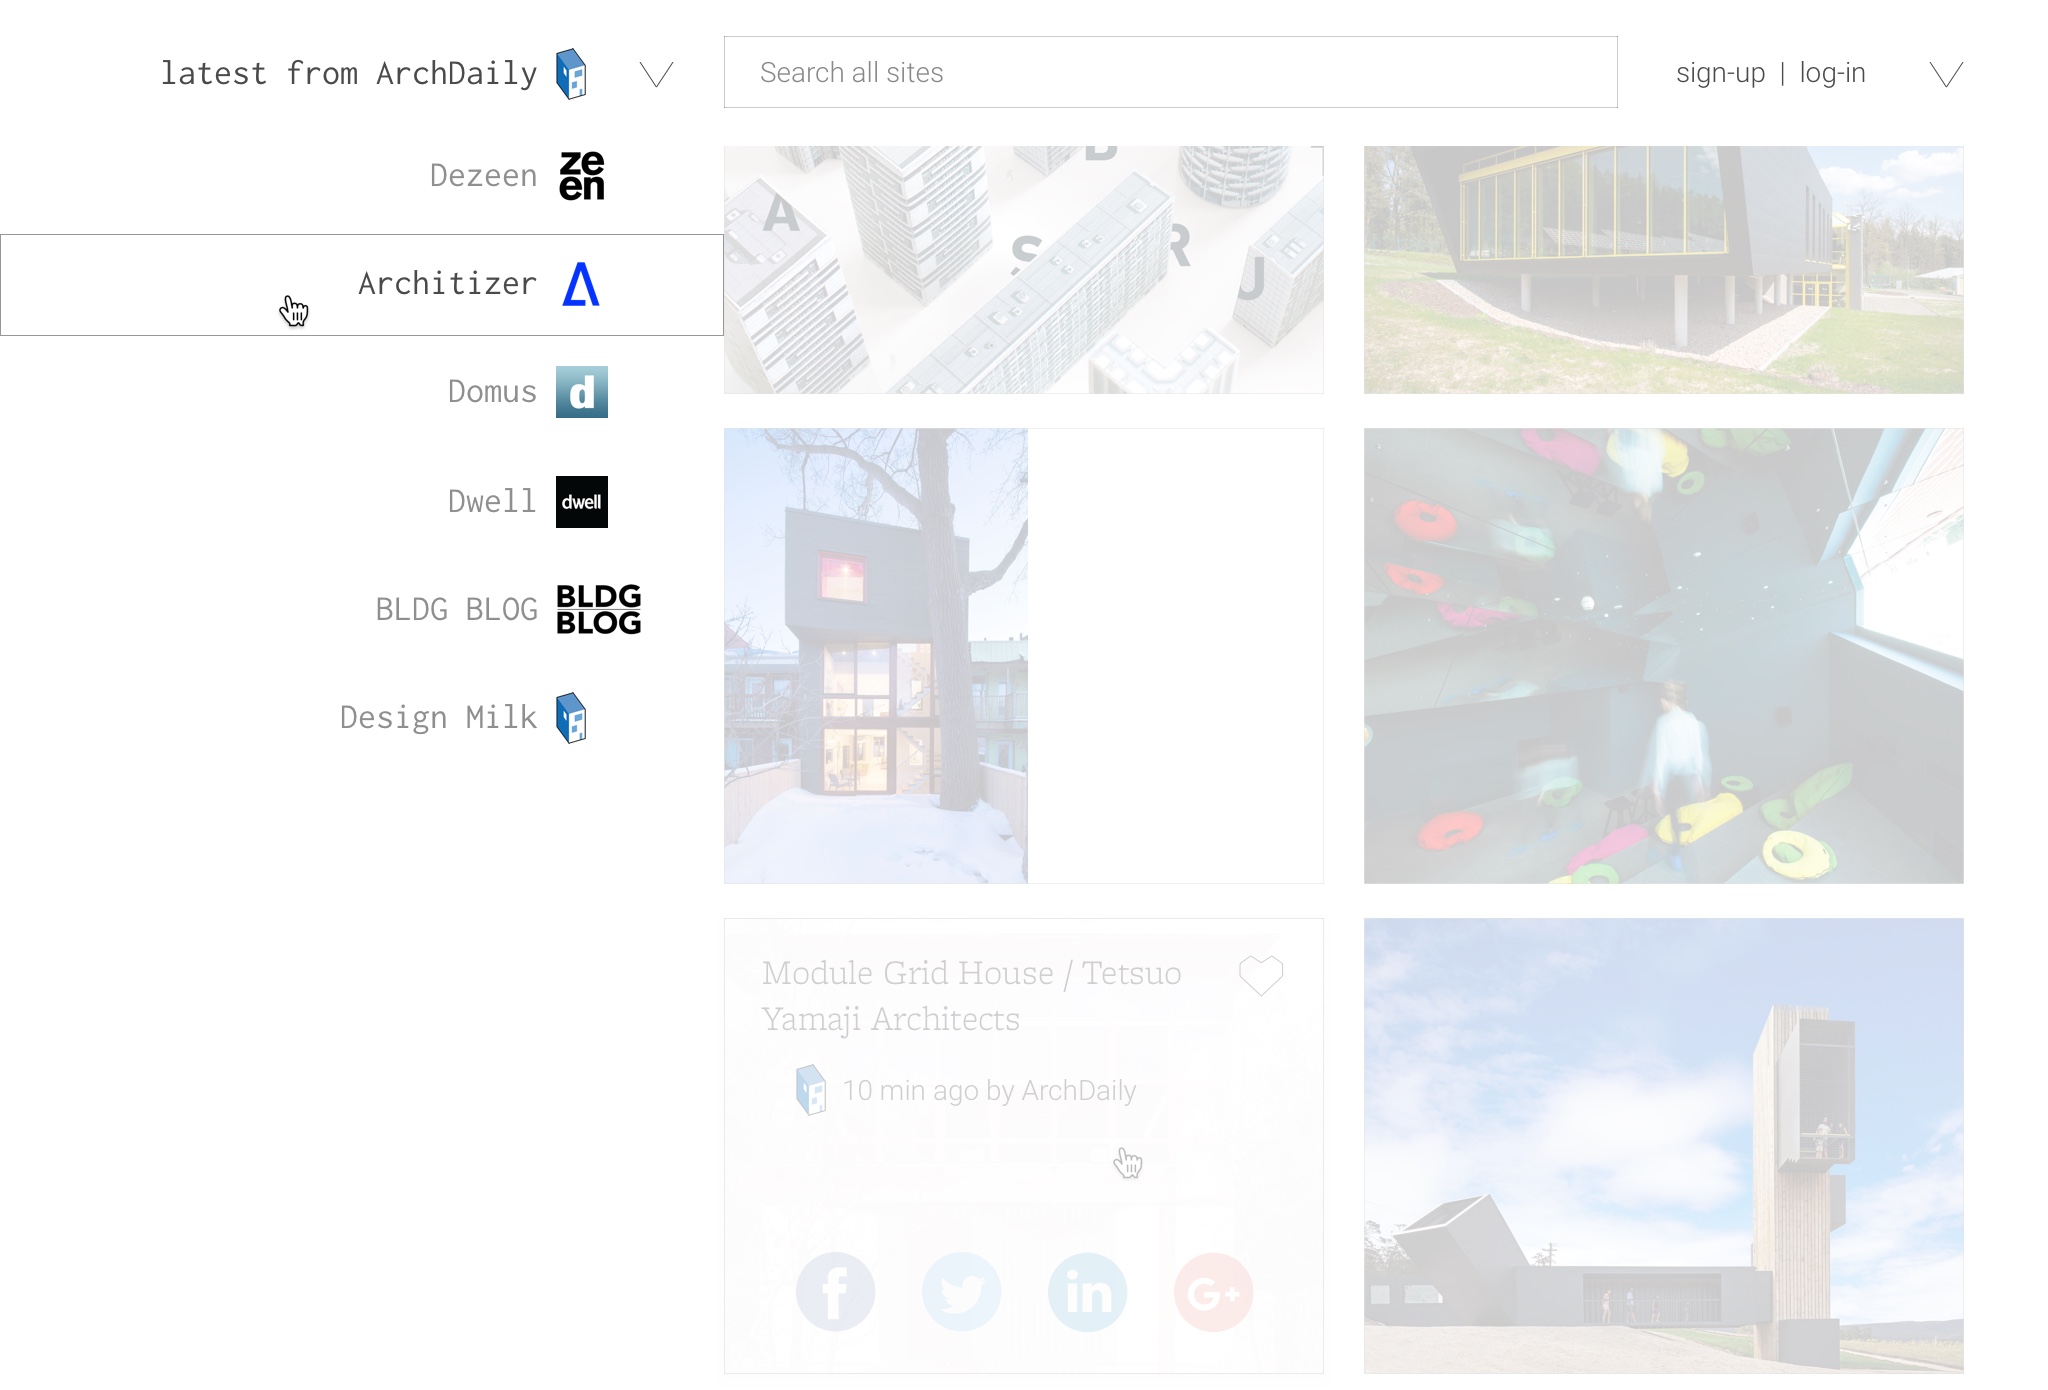 latest from ArchDaily
Search all sites
sign-up | log-in
Dezeen
ze
en
Architizer
Domus
d
Dwell
dwell
BLDG BLOG
BLDG
BLOG
Design Milk
A
B
S
R
U
Module Grid House / Tetsuo
Yamaji Architects
10 min ago by ArchDaily
f
in
G+